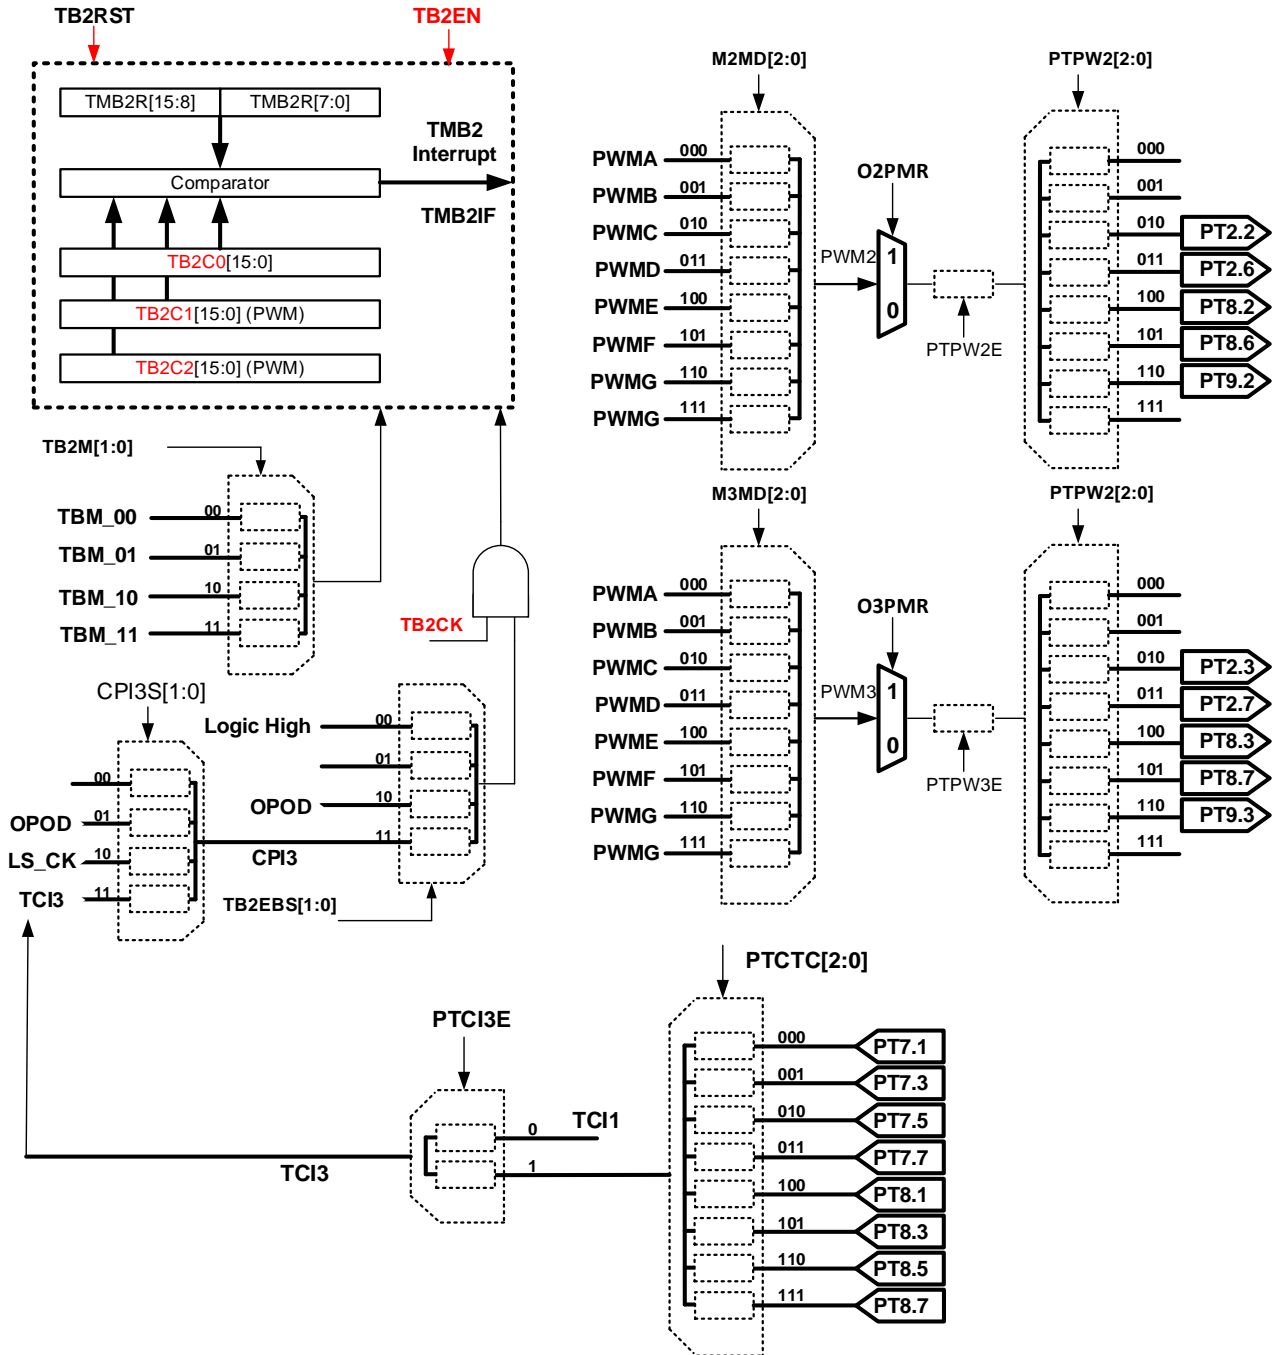 TB2RST
TB2EN
TMB2R[15:8]
TMB2R[7:0]
TMB2
Interrupt
Comparator
TMB2IF
TB2C0[15:0]
TB2C1[15:0] (PWM)
TB2C2[15:0] (PWM)
TB2M[1:0]
TBM_00
00
TBM_01
01
TBM_10
10
TBM_11
11
TB2CK
CPI3S[1:0]
00
OPOD
01
LS_CK
10
TCI3
11
Logic High
00
01
OPOD
10
11
CPI3
TB2EBS[1:0]
M2MD[2:0]
PWMA
000
PWMB
001
PWMC
010
PWMD
011
PWME
100
PWMF
101
PWMG
110
PWMG
111
PWM2
O2PMR
1
0
PTPW2E
PTPW2[2:0]
000
001
010
PT2.2
011
PT2.6
100
PT8.2
101
PT8.6
110
PT9.2
111
M3MD[2:0]
PWMA
000
PWMB
001
PWMC
010
PWMD
011
PWME
100
PWMF
101
PWMG
110
PWMG
111
PWM3
O3PMR
1
0
PTPW3E
PTPW2[2:0]
000
001
010
PT2.3
011
PT2.7
100
PT8.3
101
PT8.7
110
PT9.3
111
PTCI3E
TCI3
0
TCI1
1
PTCTC[2:0]
000
PT7.1
001
PT7.3
010
PT7.5
011
PT7.7
100
PT8.1
101
PT8.3
110
PT8.5
111
PT8.7